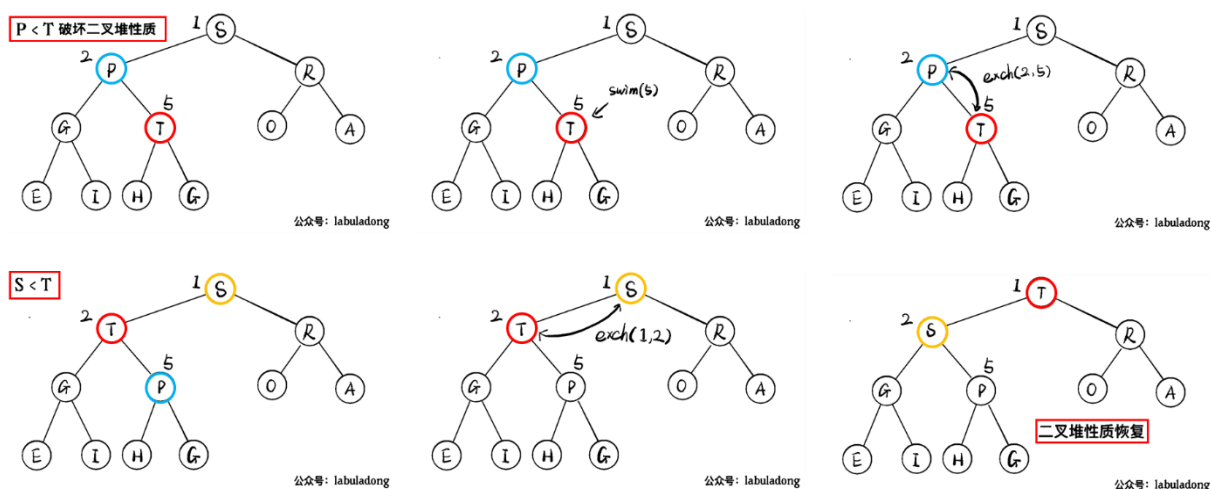 P < T 破坏二叉堆性质
1 S
2 P
R
5
G T O A
E I H G
公众号：labuladong
1 S
2 P
R
swim(5)
5
G T O A
E I H G
公众号：labuladong
1 S
2 P
R
exch(2,5)
5
G T O A
E I H G
公众号：labuladong
S < T
1 S
2 T
R
5
G P O A
E I H G
公众号：labuladong
1 S
2 T
R
exch(1,2)
5
G P O A
E I H G
公众号：labuladong
1 T
2 S
R
5
G P O A
E I H G
二叉堆性质恢复
公众号：labuladong